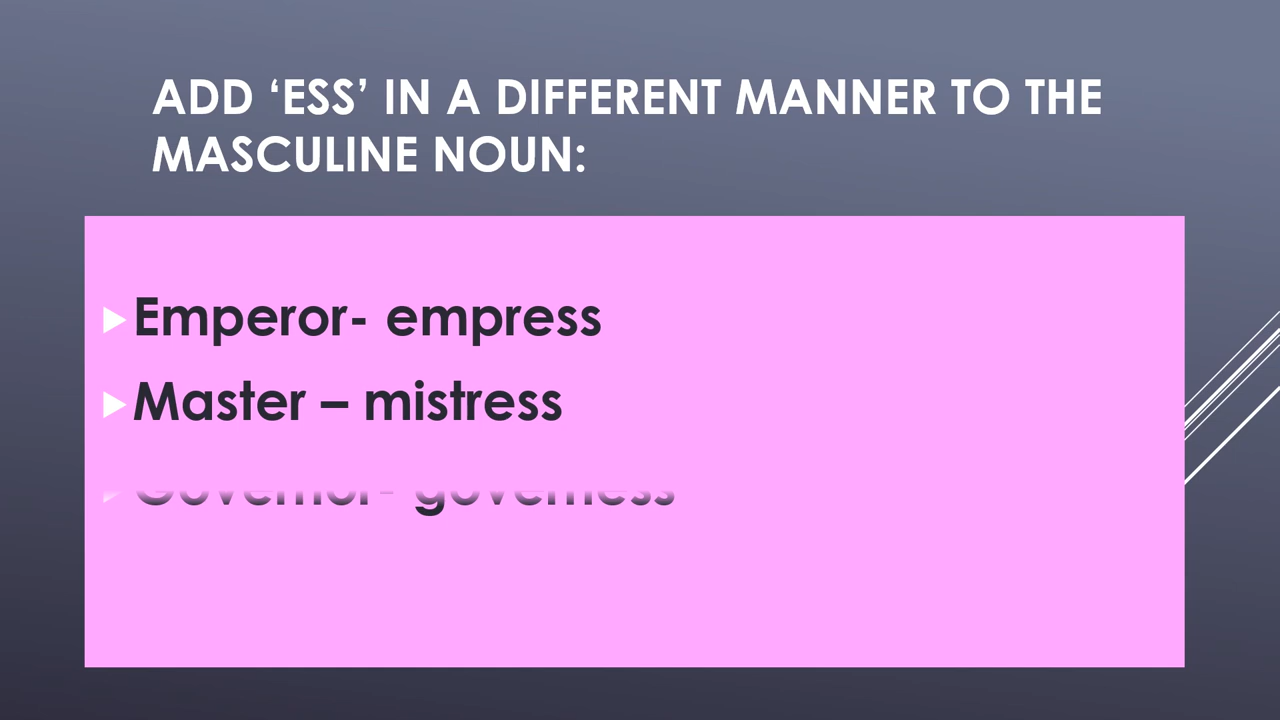 ADD ‘ESS’ IN A DIFFERENT MANNER TO THE
MASCULINE NOUN:
Emperor- empress
Master – mistress
Governor- governess